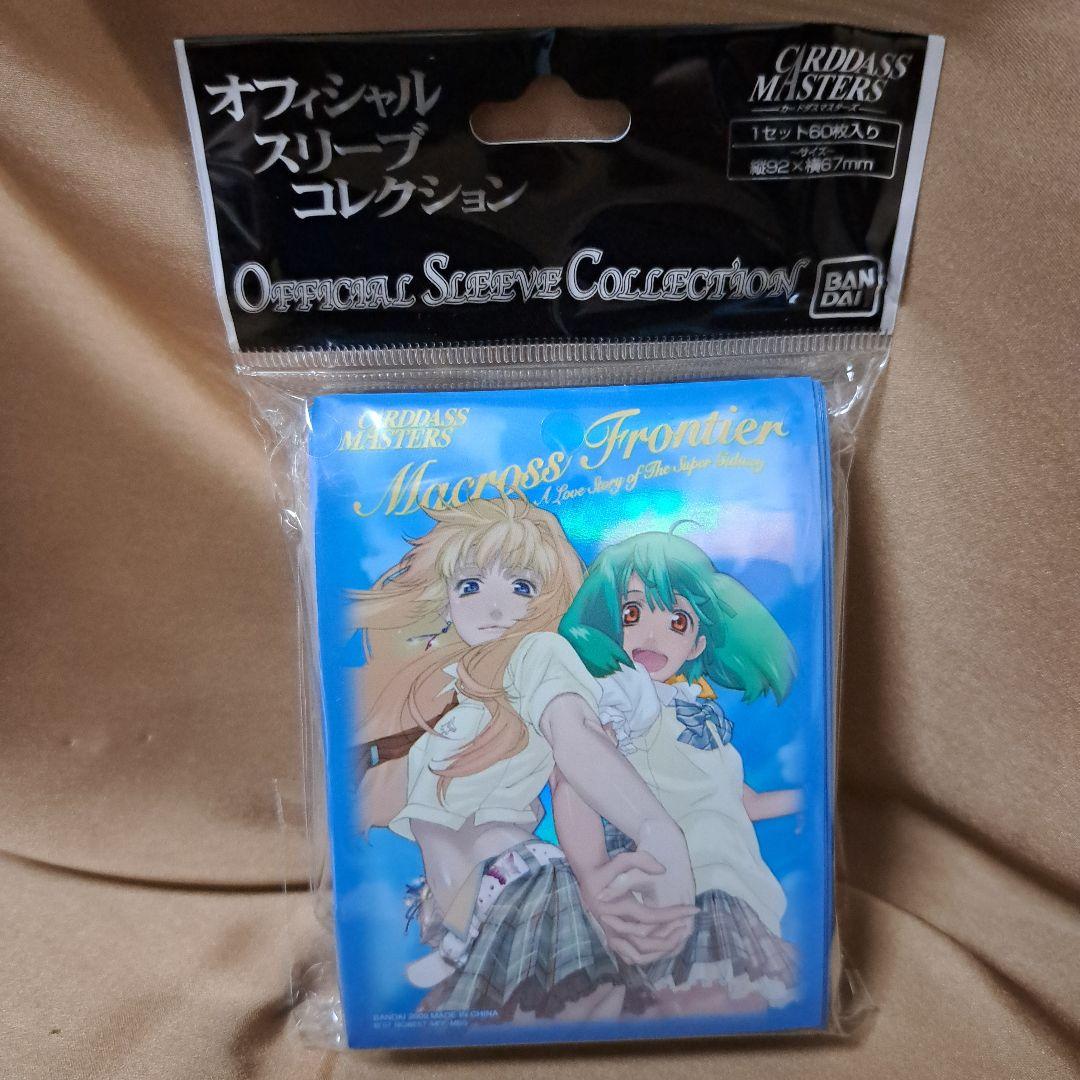 オフィシャル
スリーブ
コレクション
CARDDASS
MASTERS
カードダスマスターズ
1セット60枚入り
サイズ
縦92×横67mm
OFFICIAL SLEEVE COLLECTION
BAN
DAI
CARDDASS
MASTERS
Macross Frontier
A Love Story of The Super
BANDAI 2009 MADE IN CHINA